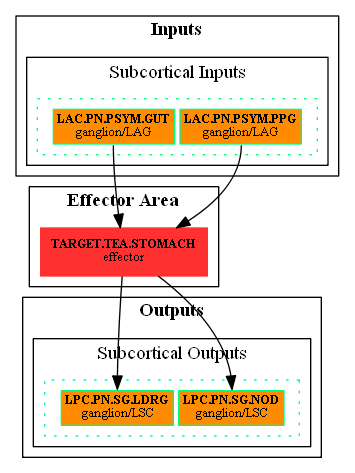 Inputs
Subcortical Inputs
LAC.PN.PSYM.GUT
ganglion/LAG
LAC.PN.PSYM.PPG
ganglion/LAG
Effector Area
TARGET.TEA.STOMACH
effector
Outputs
Subcortical Outputs
LPC.PN.SG.LDRG
ganglion/LSC
LPC.PN.SG.NOD
ganglion/LSC